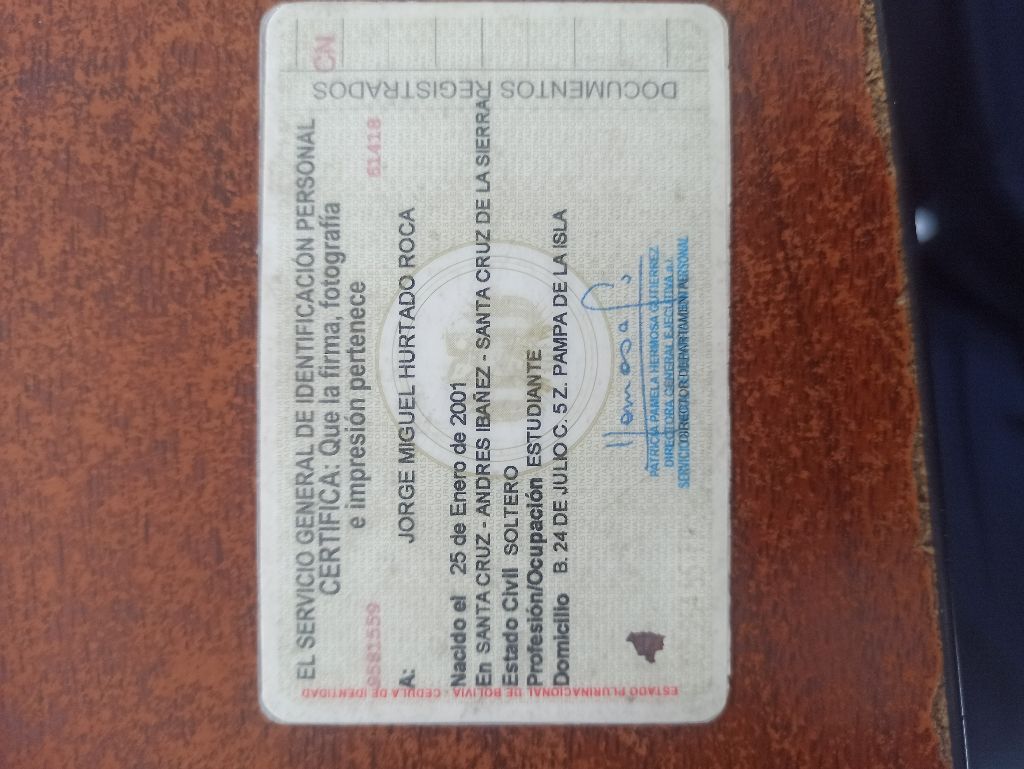 EL SERVICIO GENERAL DE IDENTIFICACIÓN PERSONAL
CERTIFICA: Que la firma, fotografía
e impresión pertenece
9581559 61418
A: JORGE MIGUEL HURTADO ROCA
Nacido el 25 de Enero de 2001
En SANTA CRUZ - ANDRES IBAÑEZ - SANTA CRUZ DE LA SIERRA
Estado Civil SOLTERO
Profesión/Ocupación ESTUDIANTE
Domicilio B. 24 DE JULIO C. 5 Z. PAMPA DE LA ISLA
PATRICIA PAMELA HERMOSA GUTIERREZ
DIRECTORA GENERAL EJECUTIVA a.i.
ESTADO PLURINACIONAL DE BOLIVIA - CEDULA DE IDENTIDAD
DOCUMENTOS REGISTRADOS
CN